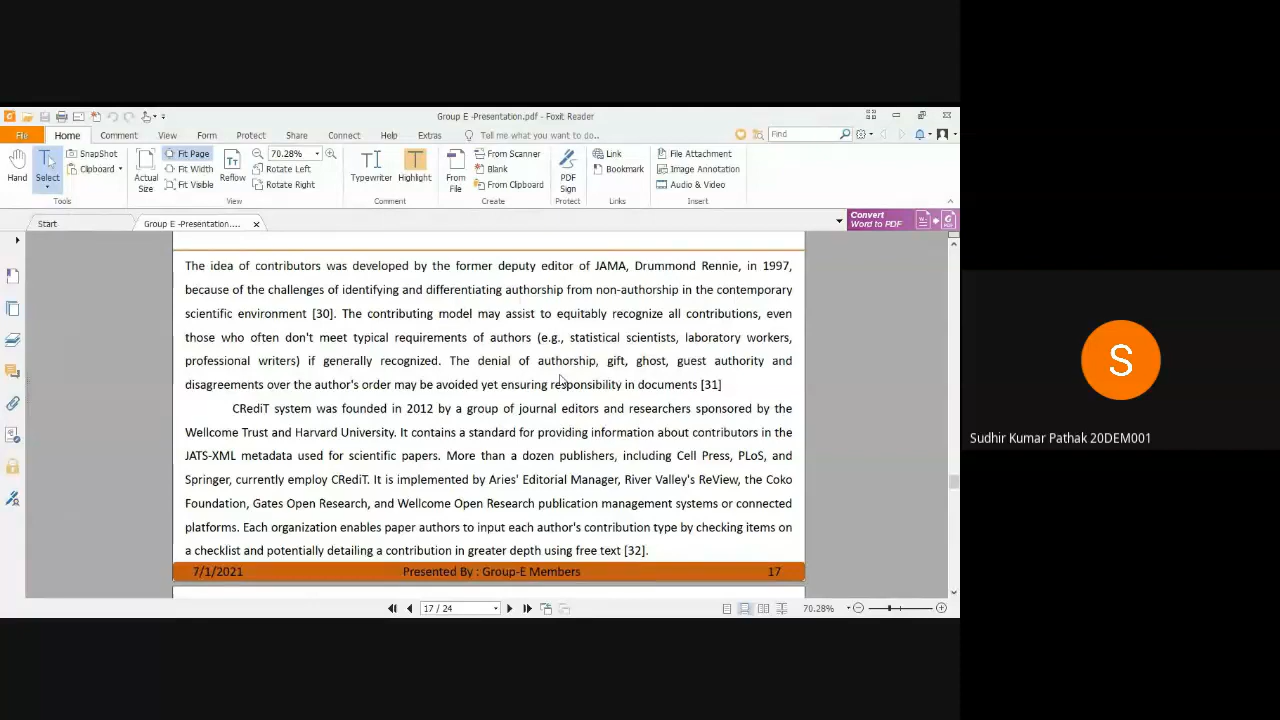 Group E -Presentation.pdf - Foxit Reader
File Home Comment View Form Protect Share Connect Help Extras Tell me what you want to do.. Find
Hand
Select
SnapShot
Clipboard
Tools
Actual Size
Fit Page
Fit Width
Fit Visible
Reflow
70.28%
Rotate Left
Rotate Right
View
Typewriter
Highlight
Comment
From File
From Scanner
Blank
From Clipboard
Create
PDF Sign
Protect
Link
Bookmark
Links
File Attachment
Image Annotation
Audio & Video
Insert
Start
Group E -Presentation....
Convert
Word to PDF
The idea of contributors was developed by the former deputy editor of JAMA, Drummond Rennie, in 1997,
because of the challenges of identifying and differentiating authorship from non-authorship in the contemporary
scientific environment [30]. The contributing model may assist to equitably recognize all contributions, even
those who often don't meet typical requirements of authors (e.g., statistical scientists, laboratory workers,
professional writers) if generally recognized. The denial of authorship, gift, ghost, guest authority and
disagreements over the author's order may be avoided yet ensuring responsibility in documents [31]
CRediT system was founded in 2012 by a group of journal editors and researchers sponsored by the
Wellcome Trust and Harvard University. It contains a standard for providing information about contributors in the
JATS-XML metadata used for scientific papers. More than a dozen publishers, including Cell Press, PLoS, and
Springer, currently employ CRediT. It is implemented by Aries' Editorial Manager, River Valley's ReView, the Coko
Foundation, Gates Open Research, and Wellcome Open Research publication management systems or connected
platforms. Each organization enables paper authors to input each author's contribution type by checking items on
a checklist and potentially detailing a contribution in greater depth using free text [32].
7/1/2021 Presented By : Group-E Members 17
17 / 24
70.28%
S
Sudhir Kumar Pathak 20DEM001